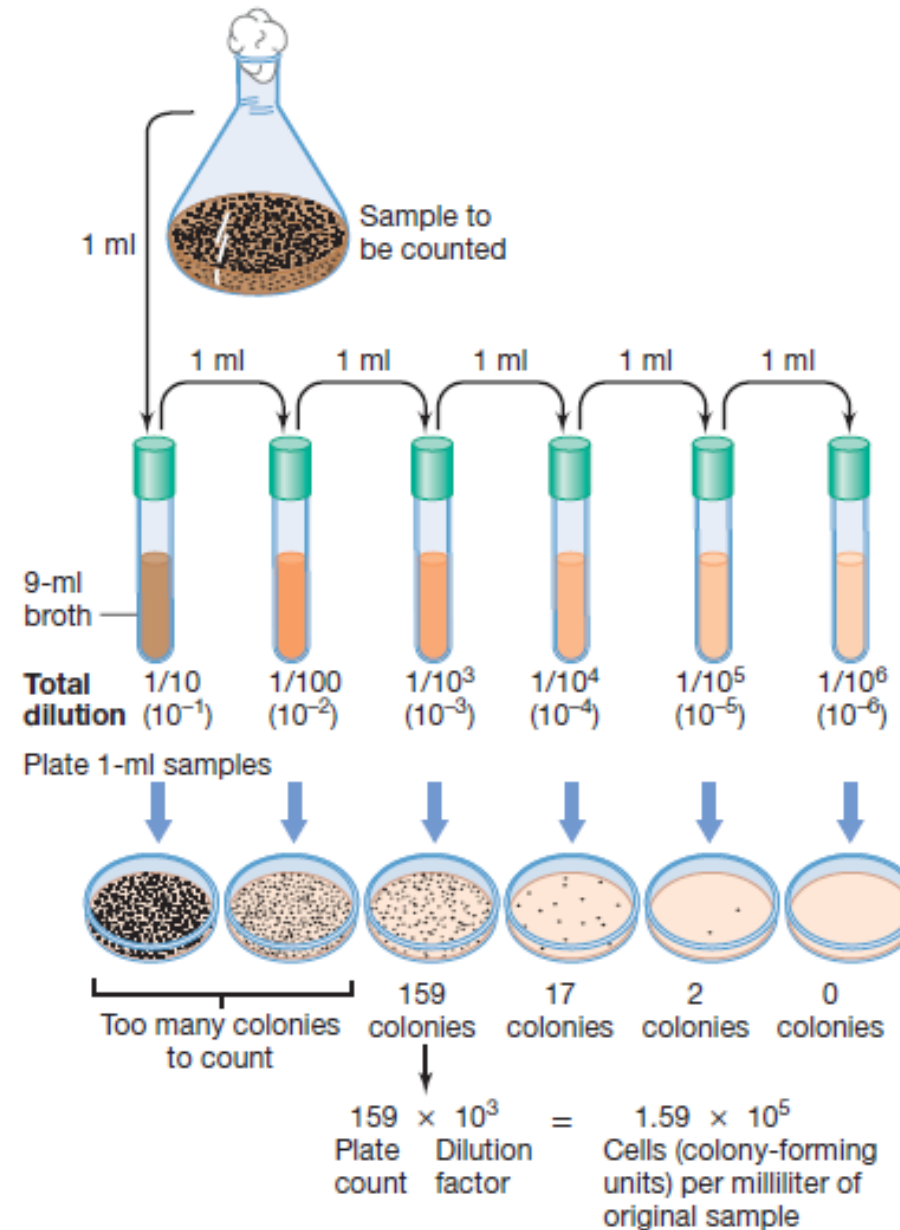 Sample to
be counted
1 ml
1 ml 1 ml 1 ml 1 ml 1 ml
9-ml
broth
Total 1/10 1/100 1/10³ 1/10⁴ 1/10⁵ 1/10⁶
dilution (10⁻¹) (10⁻²) (10⁻³) (10⁻⁴) (10⁻⁵) (10⁻⁶)
Plate 1-ml samples
159 17 2 0
colonies colonies colonies colonies
Too many colonies
to count
159 × 10³ = 1.59 × 10⁵
Plate Dilution Cells (colony-forming
count factor units) per milliliter of
original sample